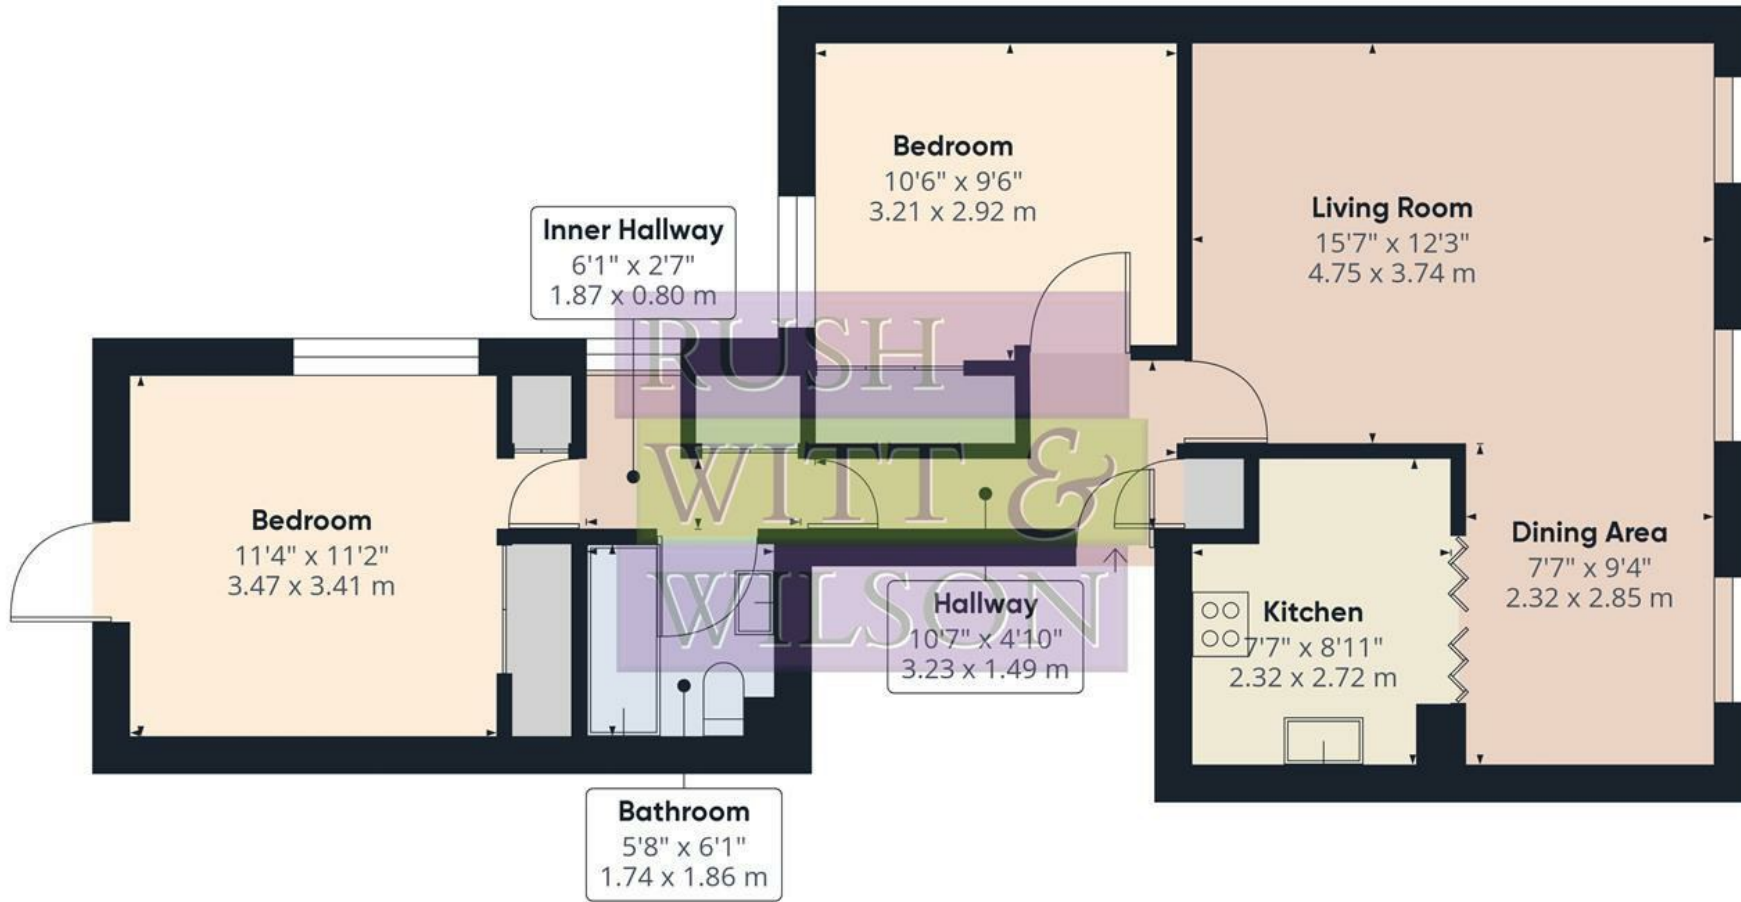 Bedroom
10'6" x 9'6"
3.21 x 2.92 m
Living Room
15'7" x 12'3"
4.75 x 3.74 m
Inner Hallway
6'1" x 2'7"
1.87 x 0.80 m
RUSH
WITT &
WILSON
Bedroom
11'4" x 11'2"
3.47 x 3.41 m
Dining Area
7'7" x 9'4"
2.32 x 2.85 m
Hallway
10'7" x 4'10"
3.23 x 1.49 m
Kitchen
7'7" x 8'11"
2.32 x 2.72 m
Bathroom
5'8" x 6'1"
1.74 x 1.86 m